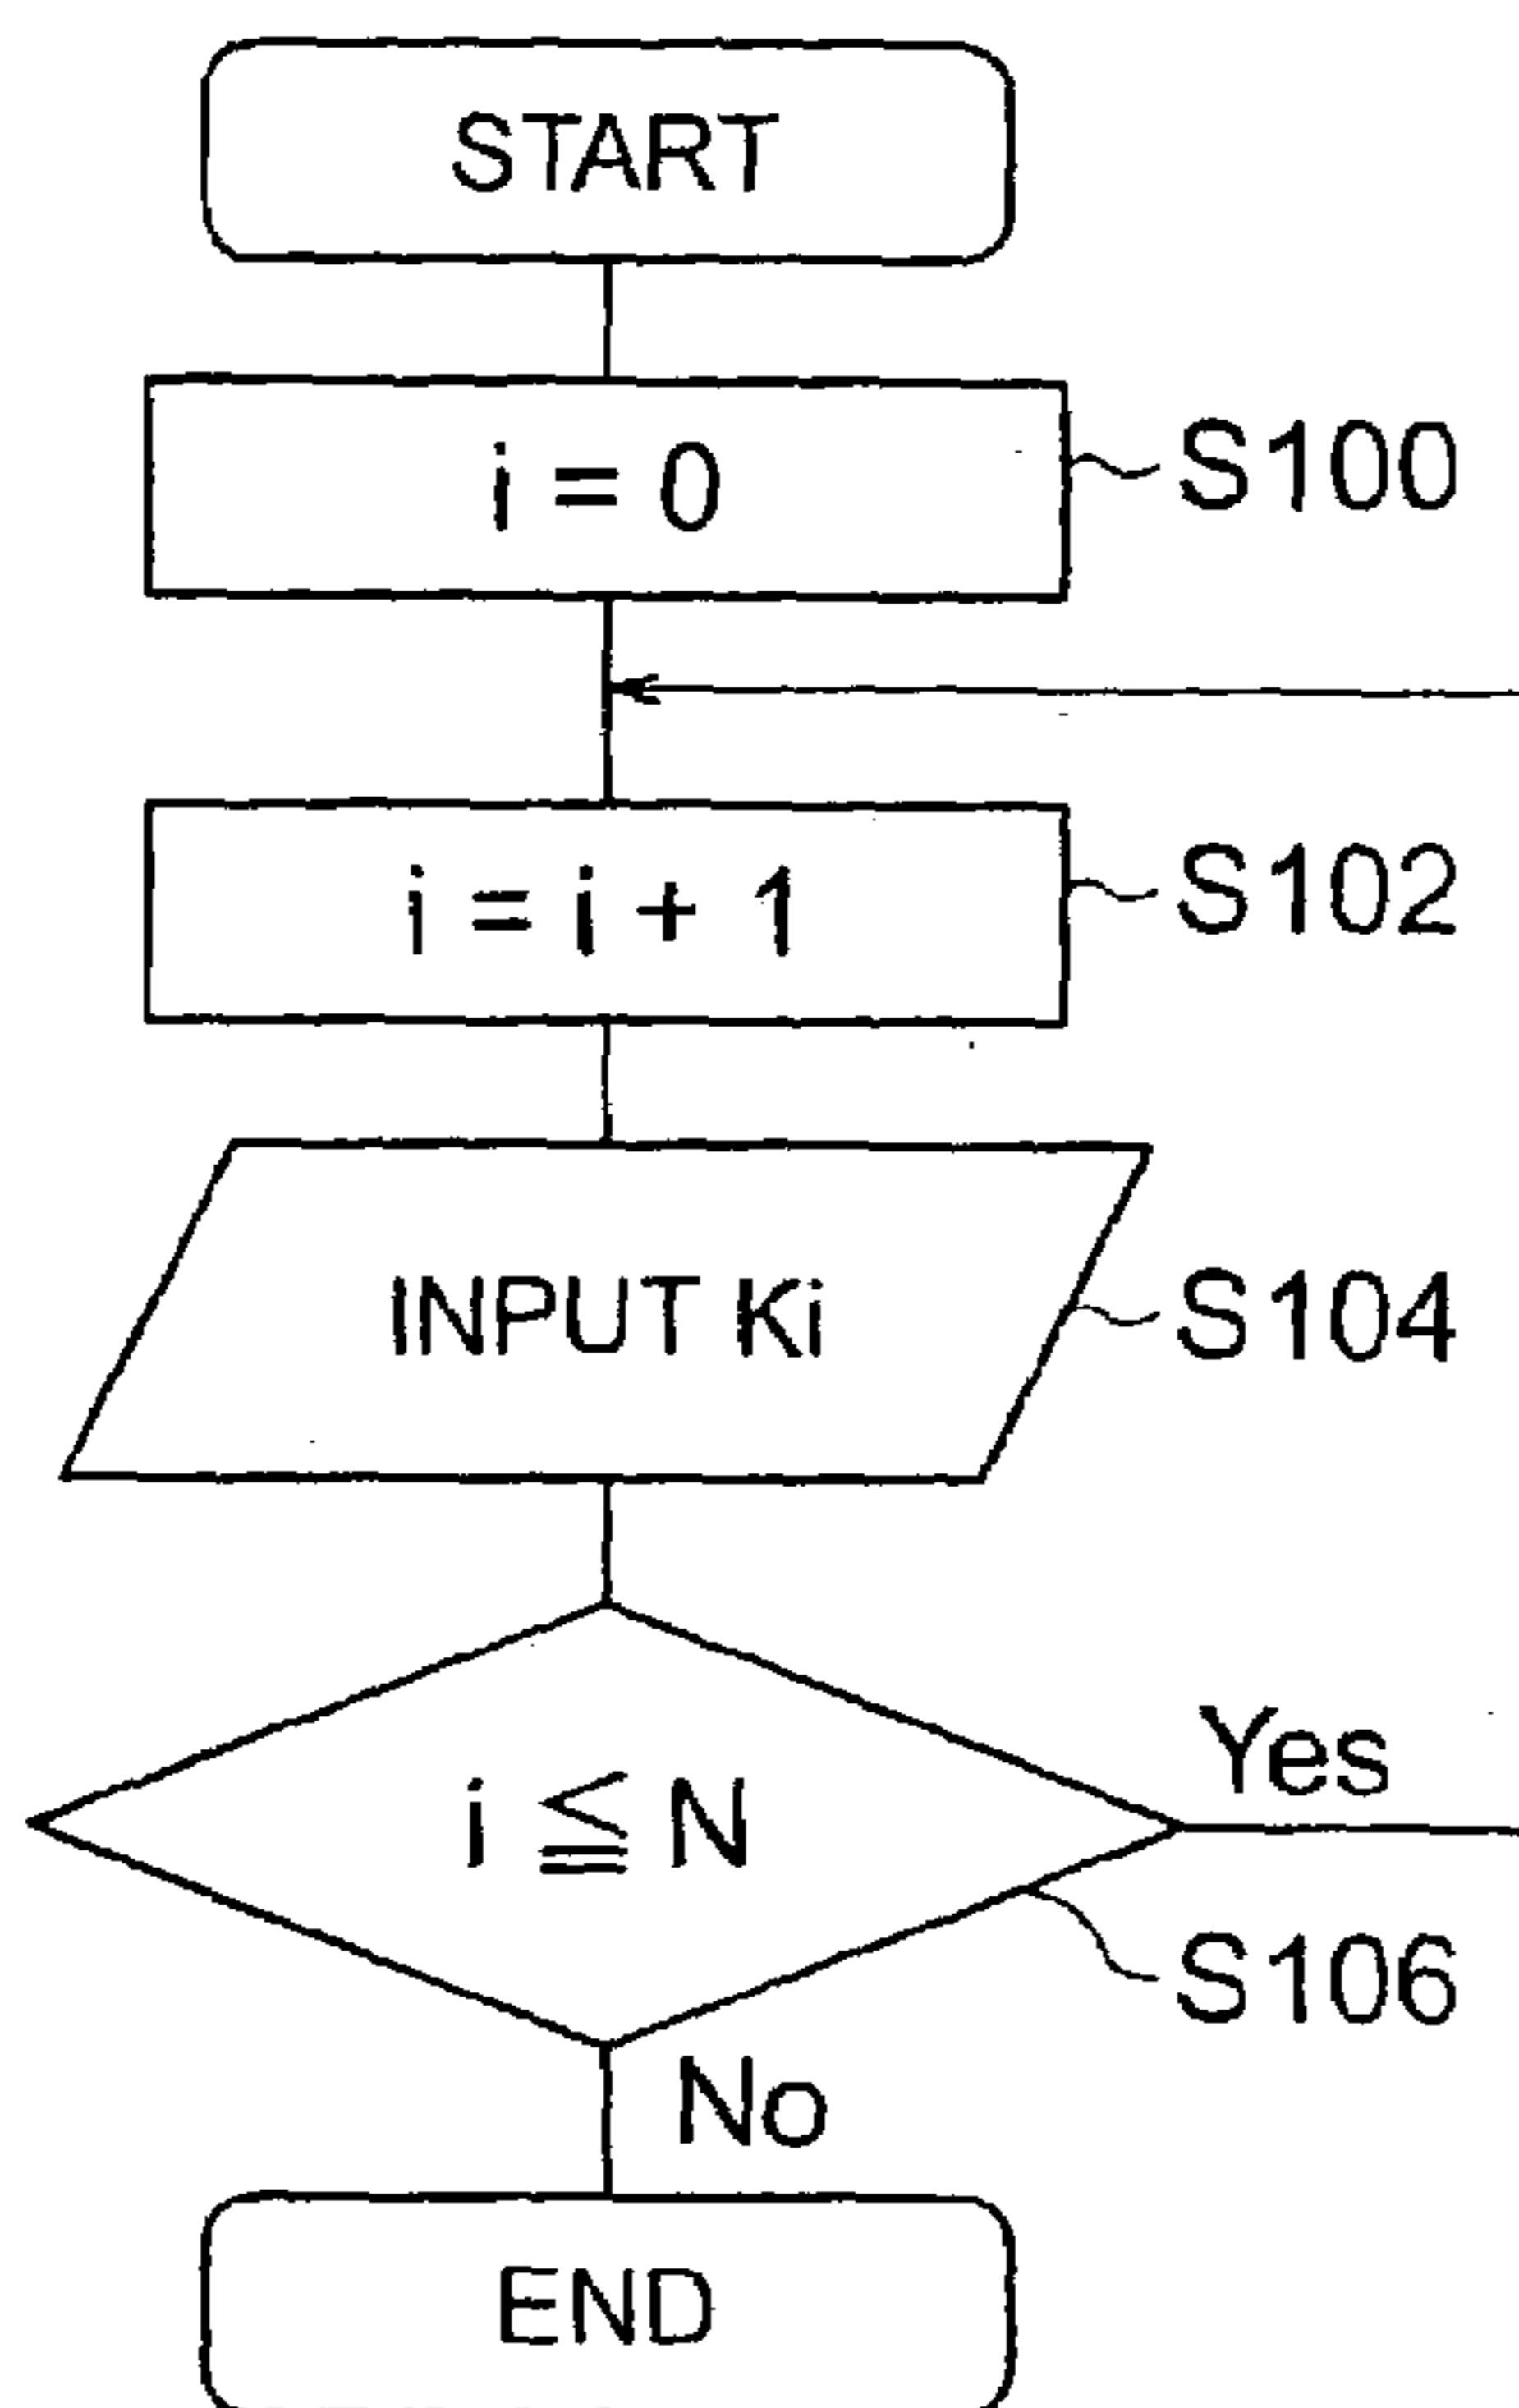 START
i = 0
S100
i = i + 1
S102
INPUT Ki
S104
i ≦ N
Yes
S106
No
END